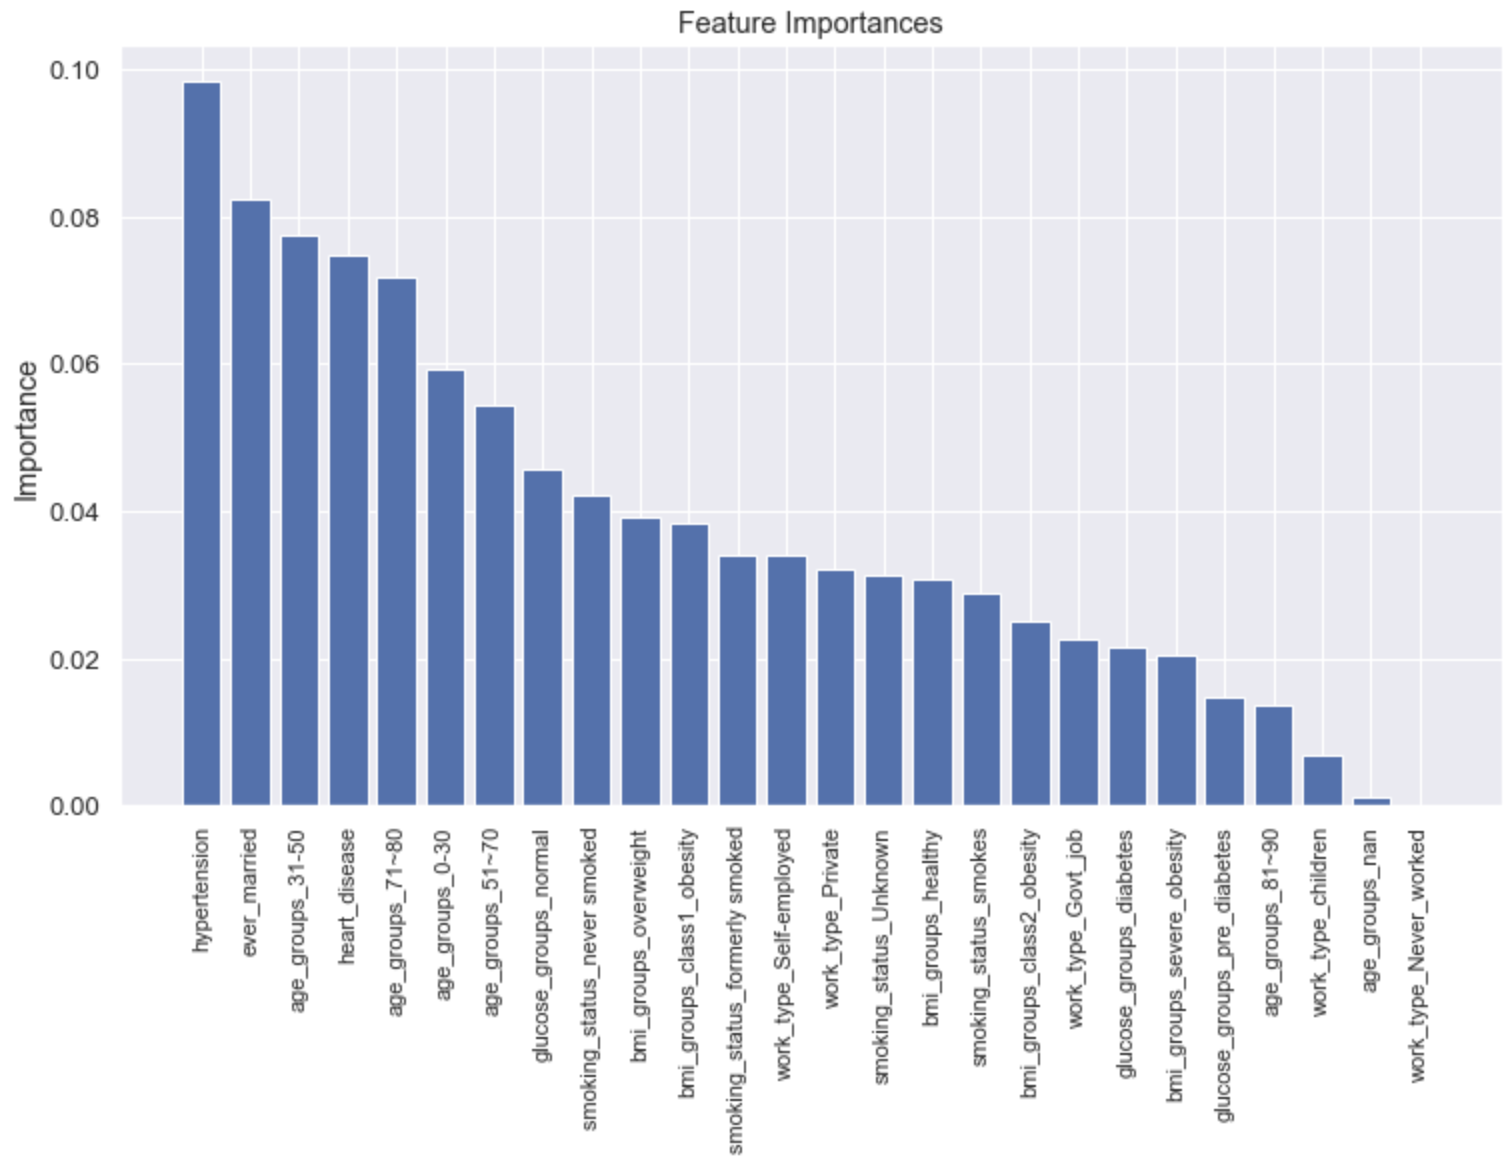 Feature Importances
Importance
0.10
0.08
0.06
0.04
0.02
0.00
hypertension
ever_married
age_groups_31-50
heart_disease
age_groups_71~80
age_groups_0-30
age_groups_51~70
glucose_groups_normal
smoking_status_never smoked
bmi_groups_overweight
bmi_groups_class1_obesity
smoking_status_formerly smoked
work_type_Self-employed
work_type_Private
smoking_status_Unknown
bmi_groups_healthy
smoking_status_smokes
bmi_groups_class2_obesity
work_type_Govt_job
glucose_groups_diabetes
bmi_groups_severe_obesity
glucose_groups_pre_diabetes
age_groups_81~90
work_type_children
age_groups_nan
work_type_Never_worked